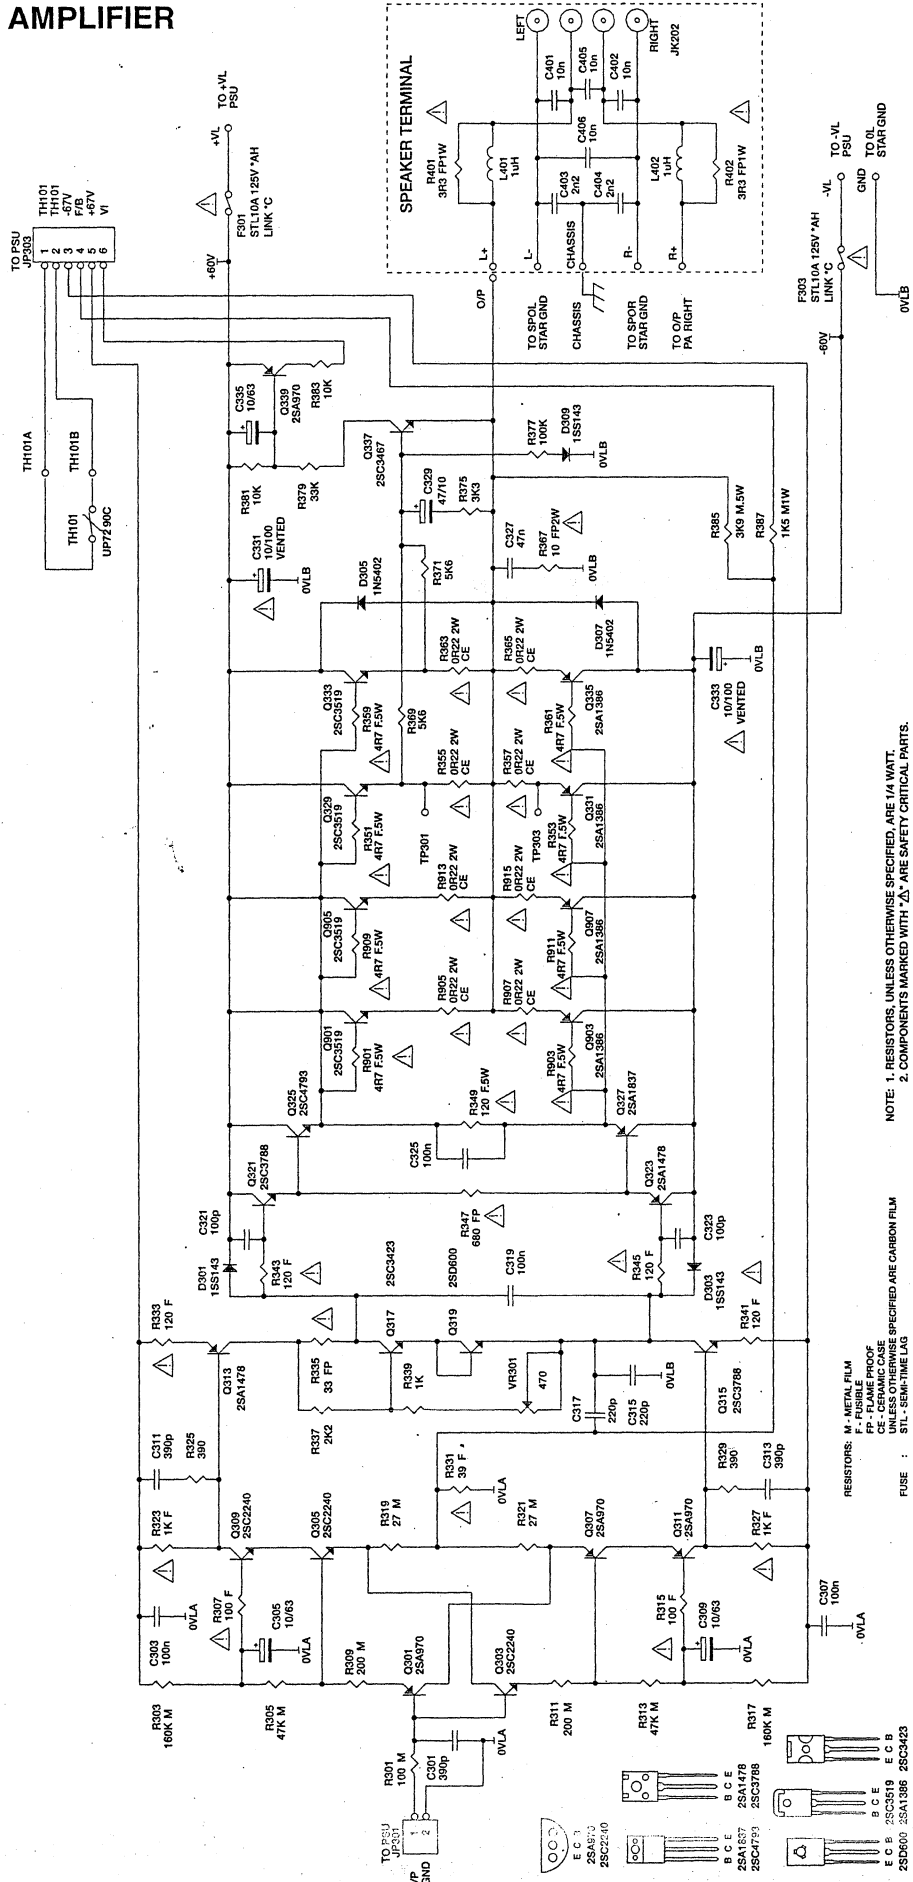 AMPLIFIER
SPEAKER TERMINAL
LEFT
RIGHT
JK202
C401
10n
C405
10n
C402
10n
C406
10n
R401
3R3 FP1W
L401
1uH
C403
2n2
C404
2n2
L402
1uH
R402
3R3 FP1W
L+
L-
CHASSIS
R-
R+
O/P
TO SPOL
STAR GND
CHASSIS
TO SPOR
STAR GND
TO O/P
PA RIGHT
TO +VL
PSU
+VL
F301
STL10A 125V *AH
LINK *C
+60V
TO PSU
JP303
1
2
3
4
5
6
TH101
TH101
-67V
F/B
+67V
VI
TH101A
TH101B
TH101
UP72 90C
TO -VL
PSU
-VL
TO 0L
STAR GND
GND
F303
STL10A 125V *AH
LINK *C
-60V
0VLB
C335
10/63
Q339
2SA970
R383
10K
R381
10K
R379
33K
Q337
2SC3467
C331
10/100
VENTED
0VLB
C329
47/10
R375
3K3
R377
100K
D309
1SS143
0VLB
D305
1N5402
R371
5K6
C327
47n
R367
10 FP2W
0VLB
R385
3K9 M.5W
R387
1K5 M1W
D307
1N5402
C333
10/100
VENTED
0VLB
Q333
2SC3519
R359
4R7 F.5W
R363
0R22 2W
CE
R365
0R22 2W
CE
R361
4R7 F.5W
Q335
2SA1386
R369
5K6
Q329
2SC3519
R351
4R7 F.5W
TP301
R355
0R22 2W
CE
R357
0R22 2W
CE
TP303
R353
4R7 F.5W
Q331
2SA1386
Q905
2SC3519
R909
4R7 F.5W
R913
0R22 2W
CE
R915
0R22 2W
CE
R911
4R7 F.5W
Q907
2SA1386
Q901
2SC3519
R901
4R7 F.5W
R905
0R22 2W
CE
R907
0R22 2W
CE
R903
4R7 F.5W
Q903
2SA1386
Q325
2SC4793
C325
100n
R349
120 F.5W
Q327
2SA1837
Q321
2SC3788
R347
680 FP
Q323
2SA1478
C321
100p
D301
1SS143
R343
120 F
2SC3423
2SD600
C319
100n
R345
120 F
C323
100p
D303
1SS143
R333
120 F
Q313
2SA1478
R335
33 FP
Q317
Q319
R339
1K
R337
2K2
VR301
470
C317
220p
C315
220p
0VLB
Q315
2SC3788
R341
120 F
C311
390p
R325
390
R331
39 F
0VLA
R329
390
C313
390p
R323
1K F
Q309
2SC2240
Q305
2SC2240
R319
27 M
R321
27 M
Q307
2SA970
Q311
2SA970
R327
1K F
C303
100n
0VLA
R307
100 F
C305
10/63
0VLA
R315
100 F
C309
10/63
0VLA
C307
100n
0VLA
R303
160K M
R305
47K M
R309
200 M
Q301
2SA970
Q303
2SC2240
R311
200 M
R313
47K M
R317
160K M
R301
100 M
C301
390p
0VLA
TO PSU
JP301
1
2
/P
GND
E C B
2SA970
2SC2240
B C E
2SA1837
2SC4793
B C E
2SA1478
2SC3788
E C B
2SD600
B C E
2SC3519
2SA1386
E C B
2SC3423
NOTE: 1. RESISTORS, UNLESS OTHERWISE SPECIFIED, ARE 1/4 WATT.
2. COMPONENTS MARKED WITH "⚠" ARE SAFETY CRITICAL PARTS.
RESISTORS: M - METAL FILM
F - FUSIBLE
FP - FLAME PROOF
CE - CERAMIC CASE
UNLESS OTHERWISE SPECIFIED ARE CARBON FILM
FUSE : STL - SEMI-TIME LAG